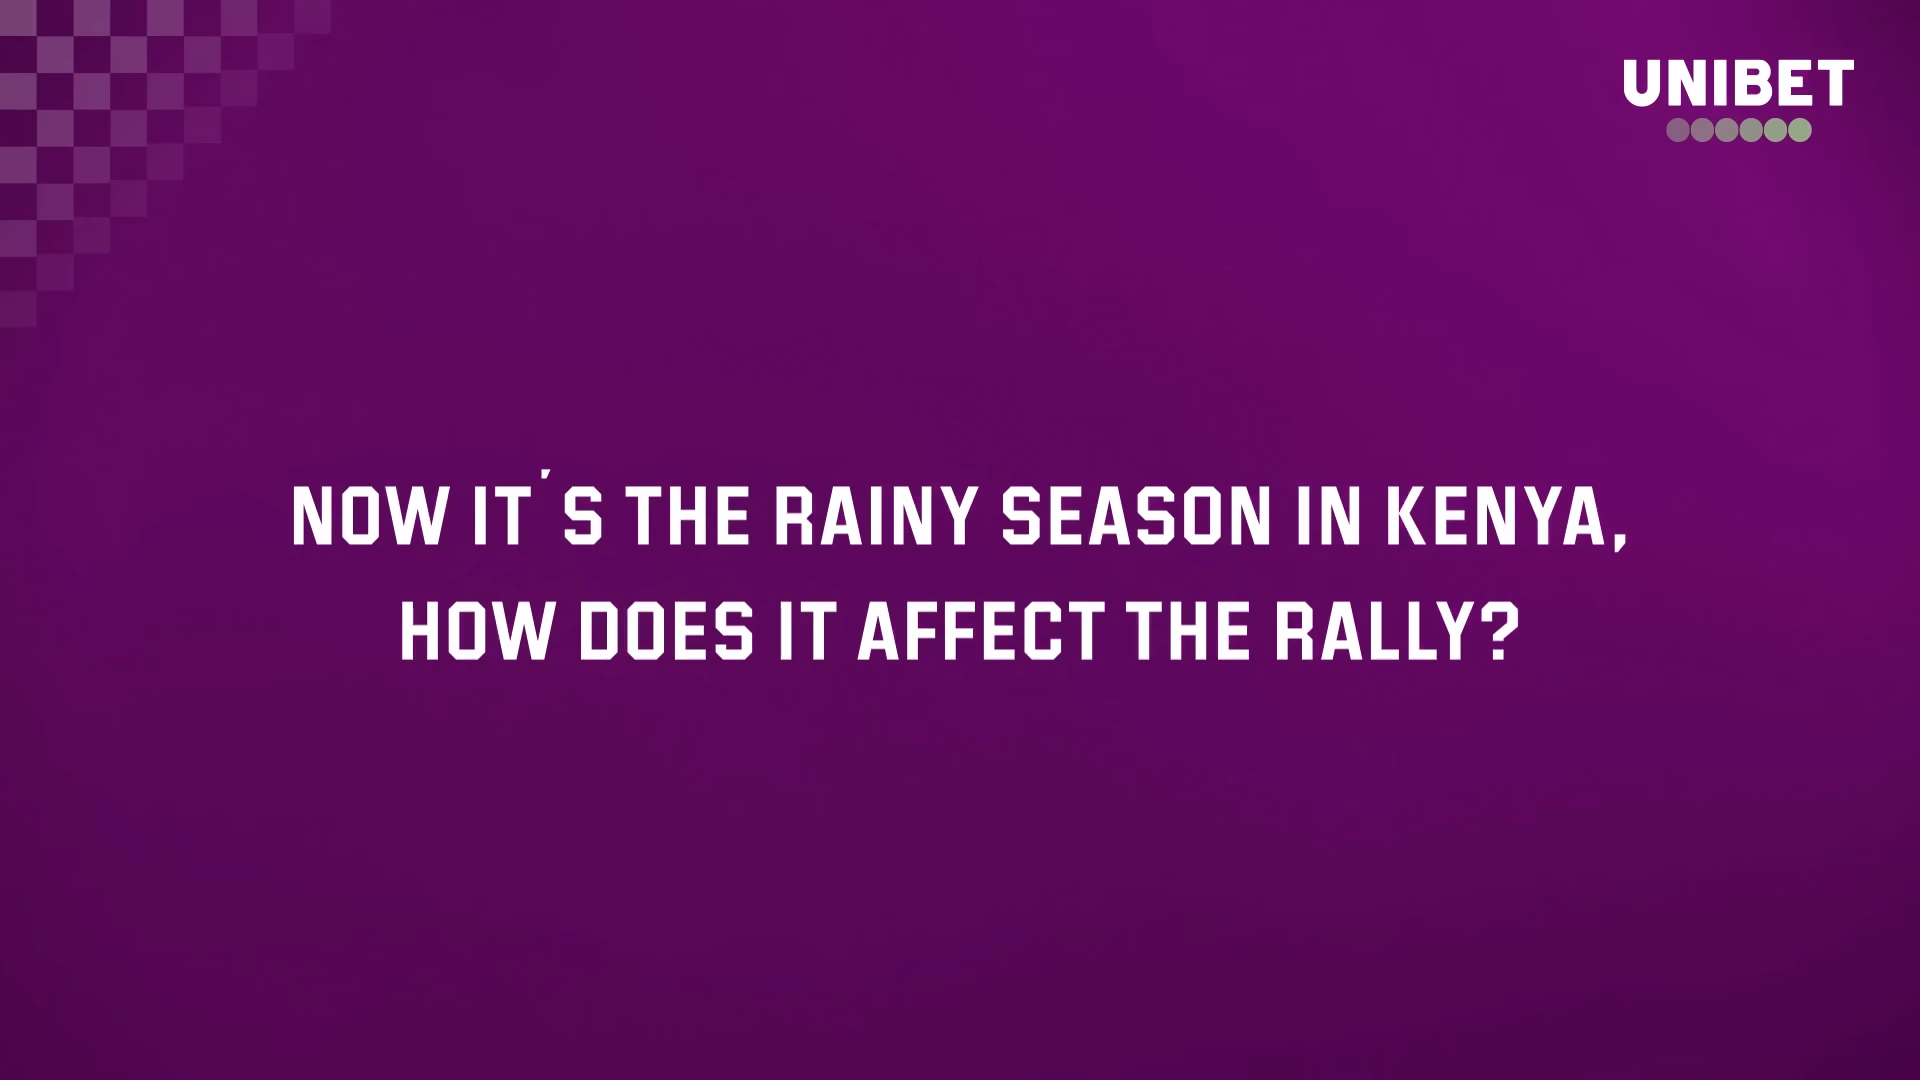 UNIBET
NOW IT´S THE RAINY SEASON IN KENYA,
HOW DOES IT AFFECT THE RALLY?